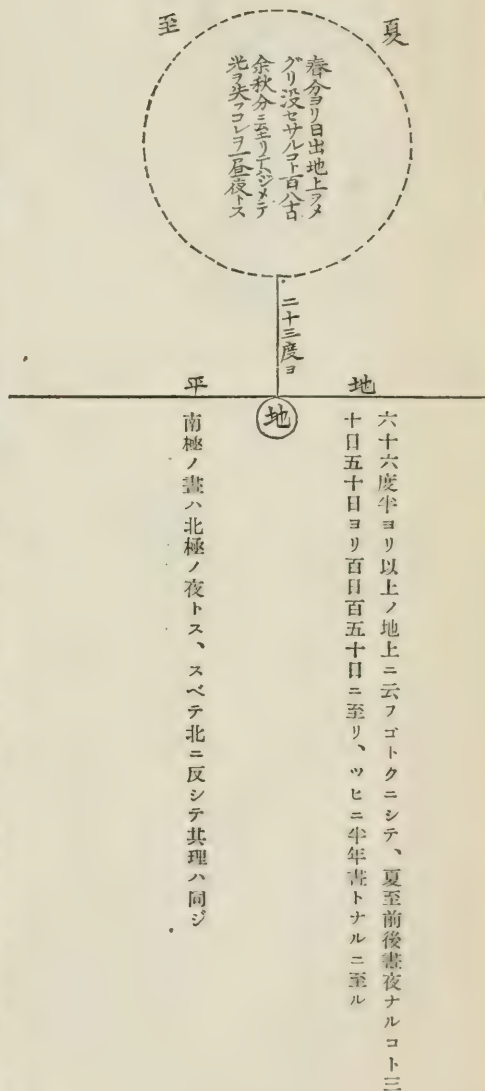 夏
至
春分ヨリ日出地上ヲメ
グリ没セサルコト百八十
余秋分ニ至リテハジメテ
光ヲ失フコレヲ一昼夜トス
二十三度ヨ
地
地
平
六十六度半ヨリ以上ノ地上ニ云フゴトクニシテ、夏至前後晝夜ナルコト三
十日五十日ヨリ百日百五十日ニ至リ、ツヒニ半年晝トナルニ至ル
南極ノ晝ハ北極ノ夜トス、スベテ北ニ反シテ其理ハ同ジ